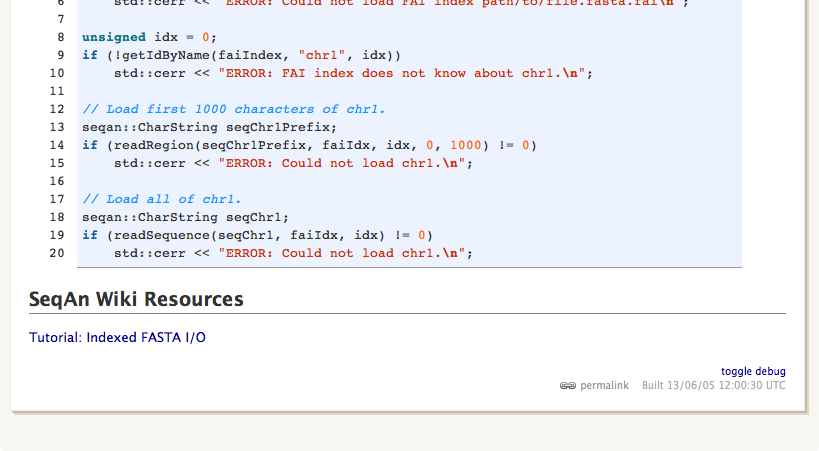 6 std::cerr << "ERROR: Could not load FAI index path/to/file.fasta.fai\n";
7
8 unsigned idx = 0;
9 if (!getIdByName(faiIndex, "chr1", idx))
10 std::cerr << "ERROR: FAI index does not know about chr1.\n";
11
12 // Load first 1000 characters of chr1.
13 seqan::CharString seqChr1Prefix;
14 if (readRegion(seqChr1Prefix, faiIdx, idx, 0, 1000) != 0)
15 std::cerr << "ERROR: Could not load chr1.\n";
16
17 // Load all of chr1.
18 seqan::CharString seqChr1;
19 if (readSequence(seqChr1, faiIdx, idx) != 0)
20 std::cerr << "ERROR: Could not load chr1.\n";
SeqAn Wiki Resources
Tutorial: Indexed FASTA I/O
toggle debug
permalink Built 13/06/05 12:00:30 UTC